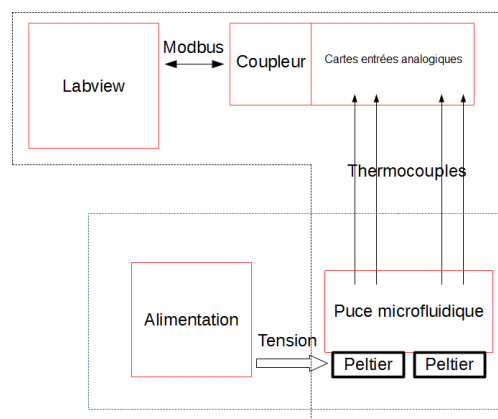 Modbus
Labview
Coupleur
Cartes entrées analogiques
Thermocouples
Alimentation
Tension
Puce microfluidique
Peltier
Peltier